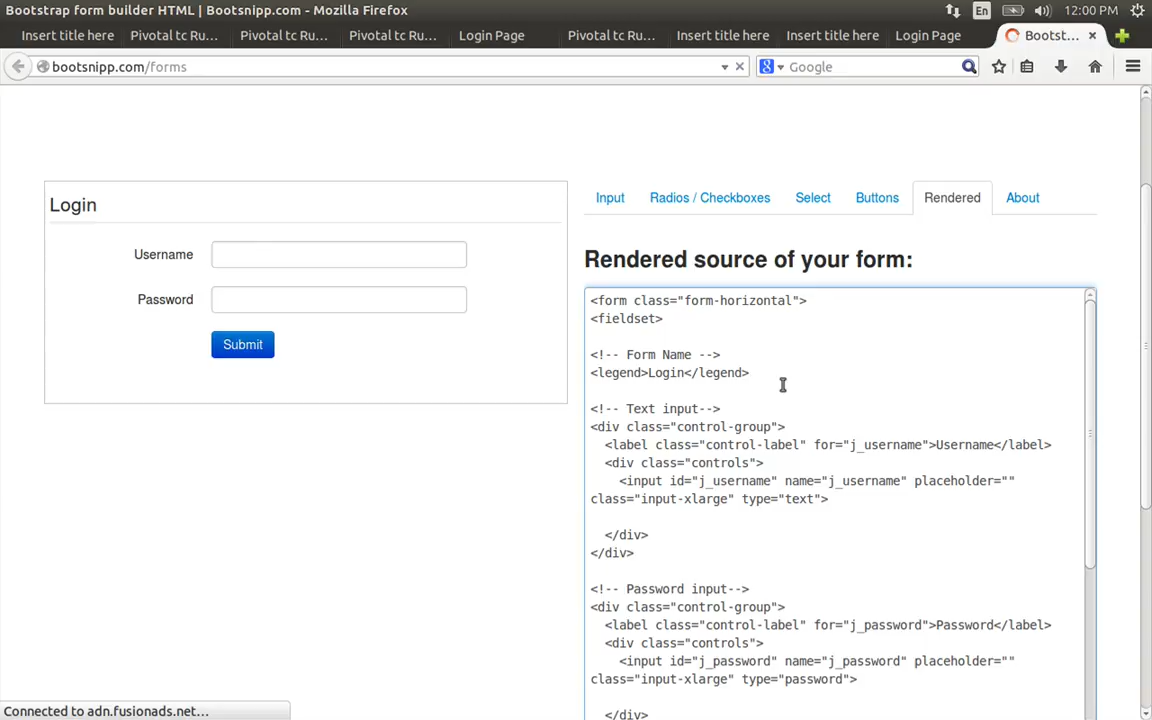 Bootstrap form builder HTML | Bootsnipp.com - Mozilla Firefox
En
12:00 PM
Insert title here
Pivotal tc Ru...
Pivotal tc Ru...
Pivotal tc Ru...
Login Page
Pivotal tc Ru...
Insert title here
Insert title here
Login Page
Bootst...
bootsnipp.com/forms
Google
Login
Username
Password
Submit
Input
Radios / Checkboxes
Select
Buttons
Rendered
About
Rendered source of your form:
<form class="form-horizontal">
<fieldset>
<!-- Form Name -->
<legend>Login</legend>
<!-- Text input-->
<div class="control-group">
<label class="control-label" for="j_username">Username</label>
<div class="controls">
<input id="j_username" name="j_username" placeholder=""
class="input-xlarge" type="text">
</div>
</div>
<!-- Password input-->
<div class="control-group">
<label class="control-label" for="j_password">Password</label>
<div class="controls">
<input id="j_password" name="j_password" placeholder=""
class="input-xlarge" type="password">
</div>
Connected to adn.fusionads.net...